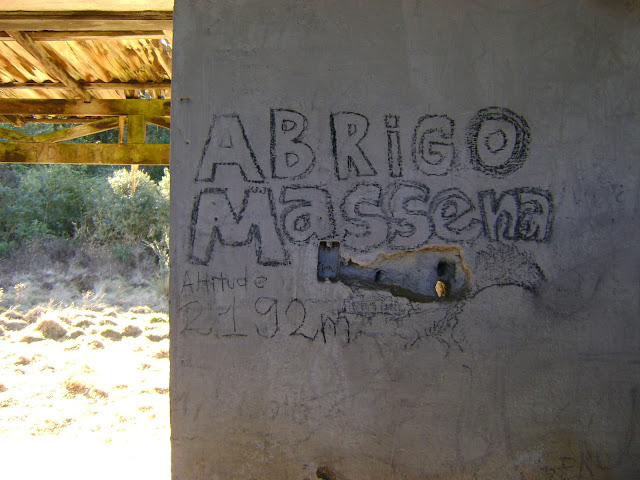 ABRiGO
Massena
Altitude
2192m